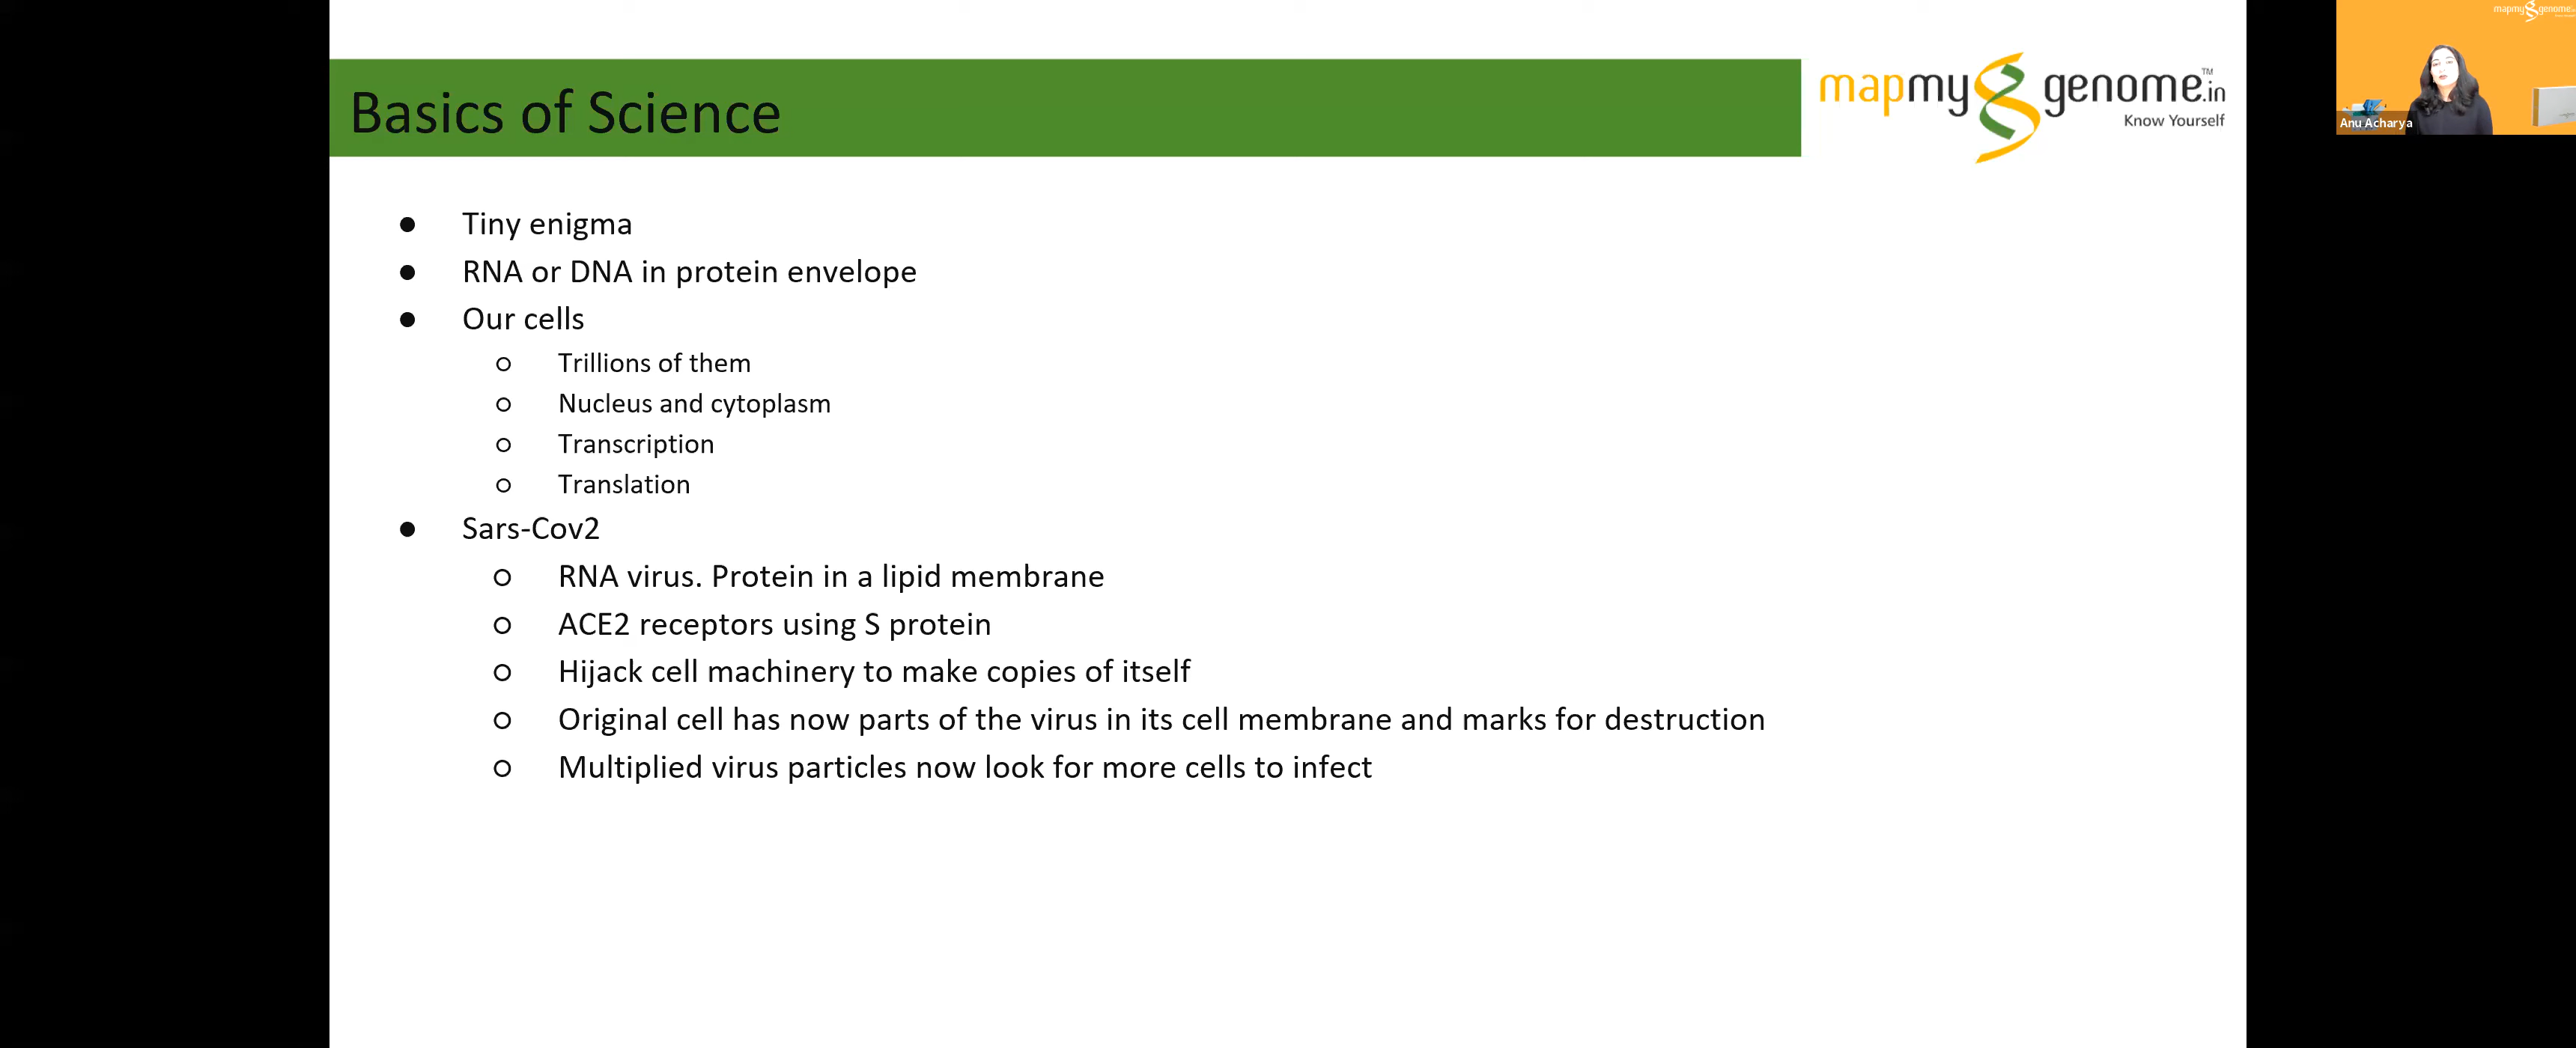 Basics of Science
mapmy genome.in
TM
Know Yourself
● Tiny enigma
● RNA or DNA in protein envelope
● Our cells
○ Trillions of them
○ Nucleus and cytoplasm
○ Transcription
○ Translation
● Sars-Cov2
○ RNA virus. Protein in a lipid membrane
○ ACE2 receptors using S protein
○ Hijack cell machinery to make copies of itself
○ Original cell has now parts of the virus in its cell membrane and marks for destruction
○ Multiplied virus particles now look for more cells to infect
mapmy genome.in
Anu Acharya